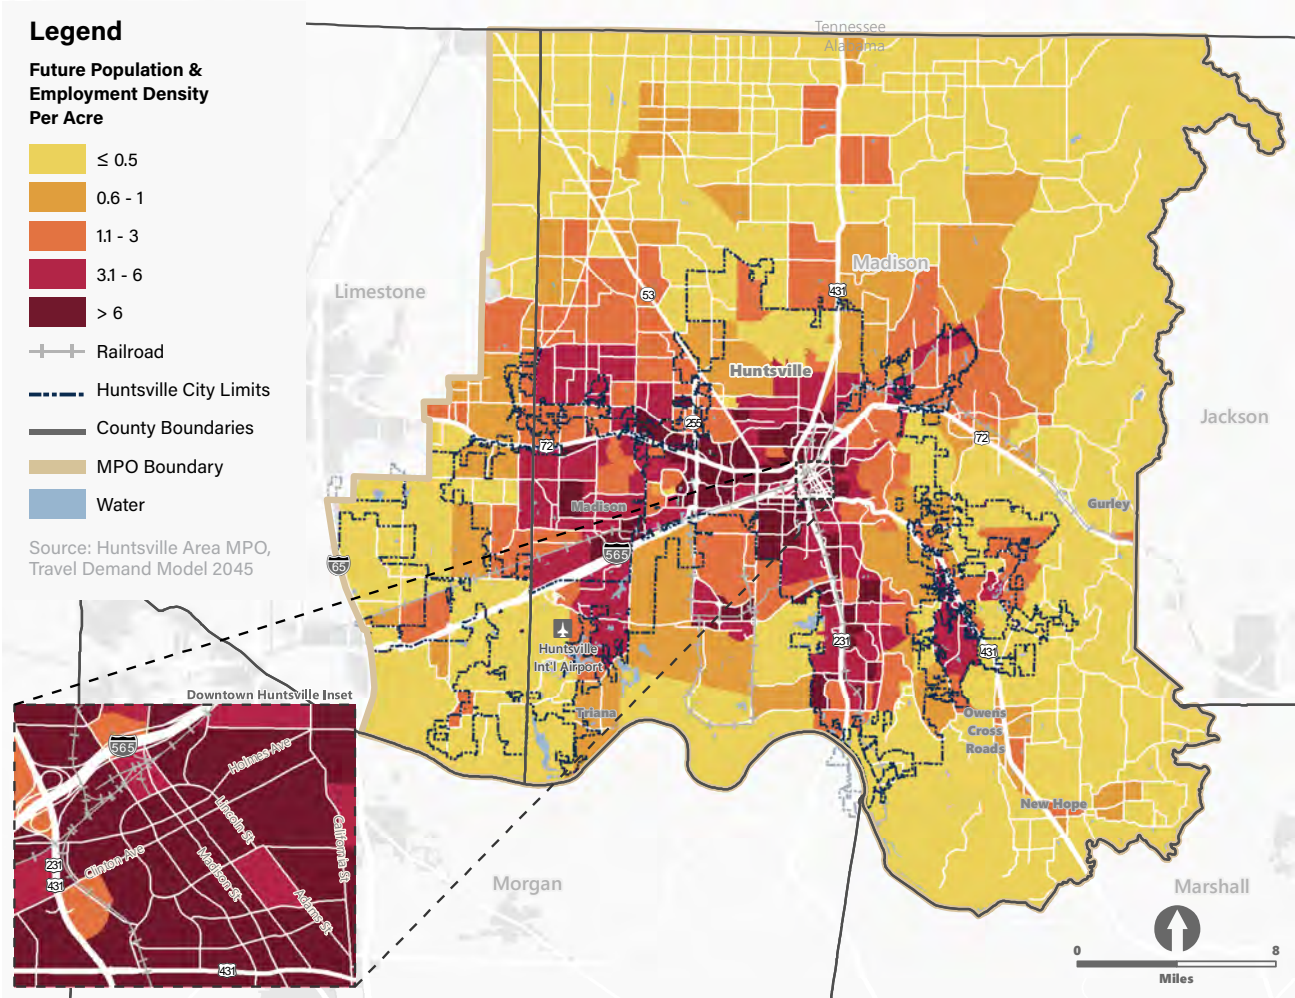 Legend
Future Population &
Employment Density
Per Acre
≤ 0.5
0.6 - 1
1.1 - 3
3.1 - 6
> 6
Railroad
Huntsville City Limits
County Boundaries
MPO Boundary
Water
Source: Huntsville Area MPO,
Travel Demand Model 2045
Tennessee
Alabama
Limestone
Madison
53
431
Huntsville
Jackson
255
72
72
Madison
Gurley
565
65
Huntsville
Int'l Airport
231
431
Triana
Owens
Cross
Roads
New Hope
Morgan
Marshall
0
8
Miles
Downtown Huntsville Inset
565
Holmes Ave
Lincoln St
California St
Clinton Ave
Madison St
Adams St
231
431
431